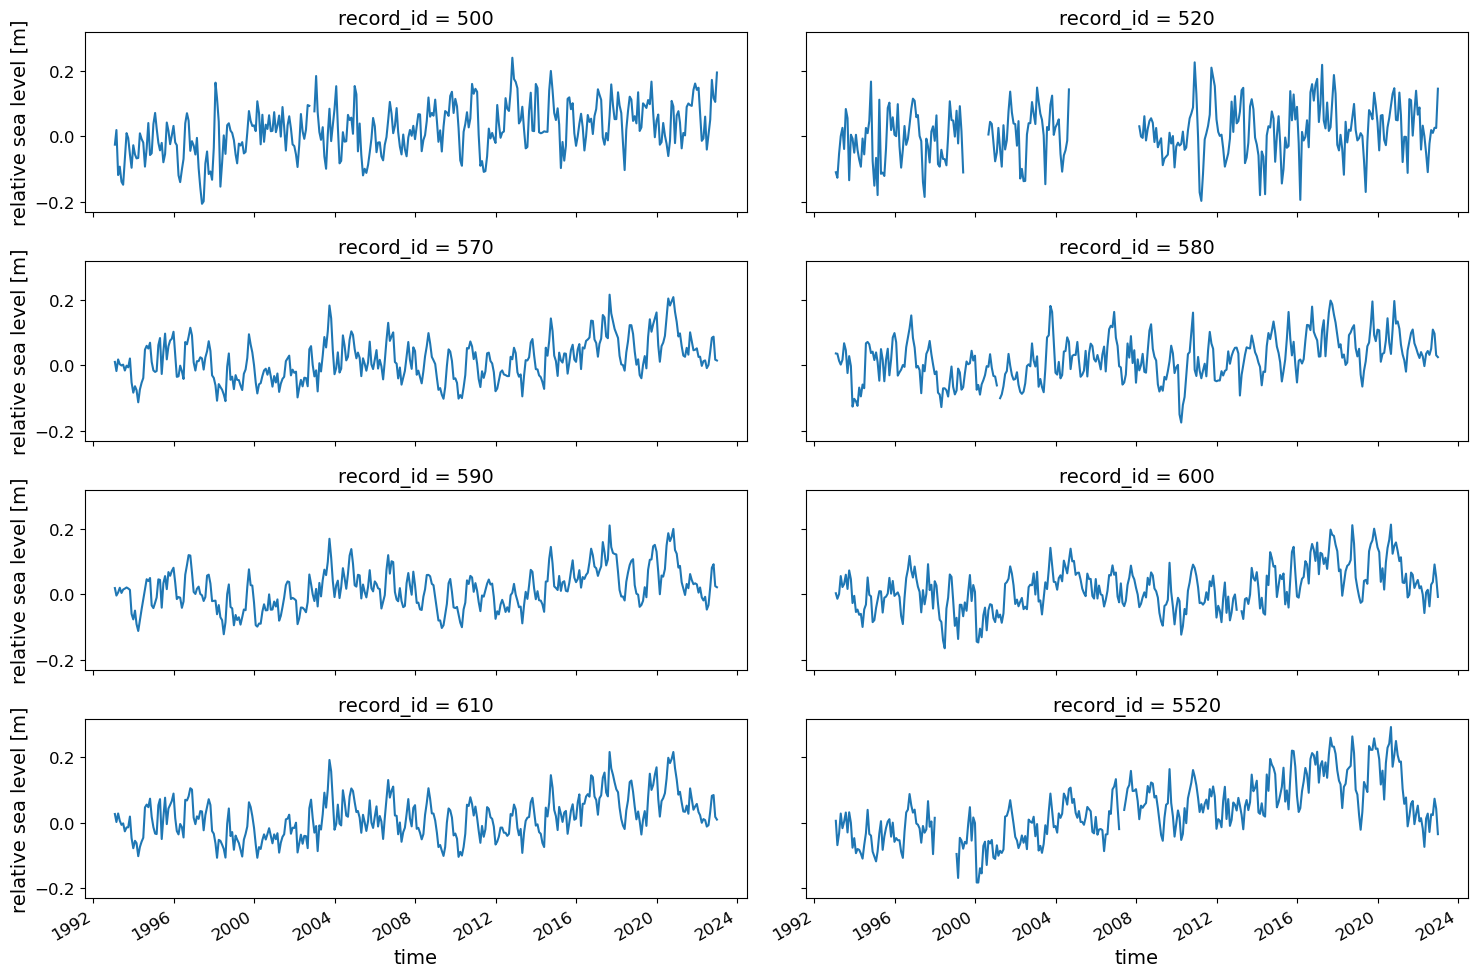 record_id = 500
record_id = 520
relative sea level [m]
0.2
0.0
−0.2
record_id = 570
record_id = 580
relative sea level [m]
0.2
0.0
−0.2
record_id = 590
record_id = 600
relative sea level [m]
0.2
0.0
−0.2
record_id = 610
record_id = 5520
relative sea level [m]
0.2
0.0
−0.2
1992 1996 2000 2004 2008 2012 2016 2020 2024
1992 1996 2000 2004 2008 2012 2016 2020 2024
time
time